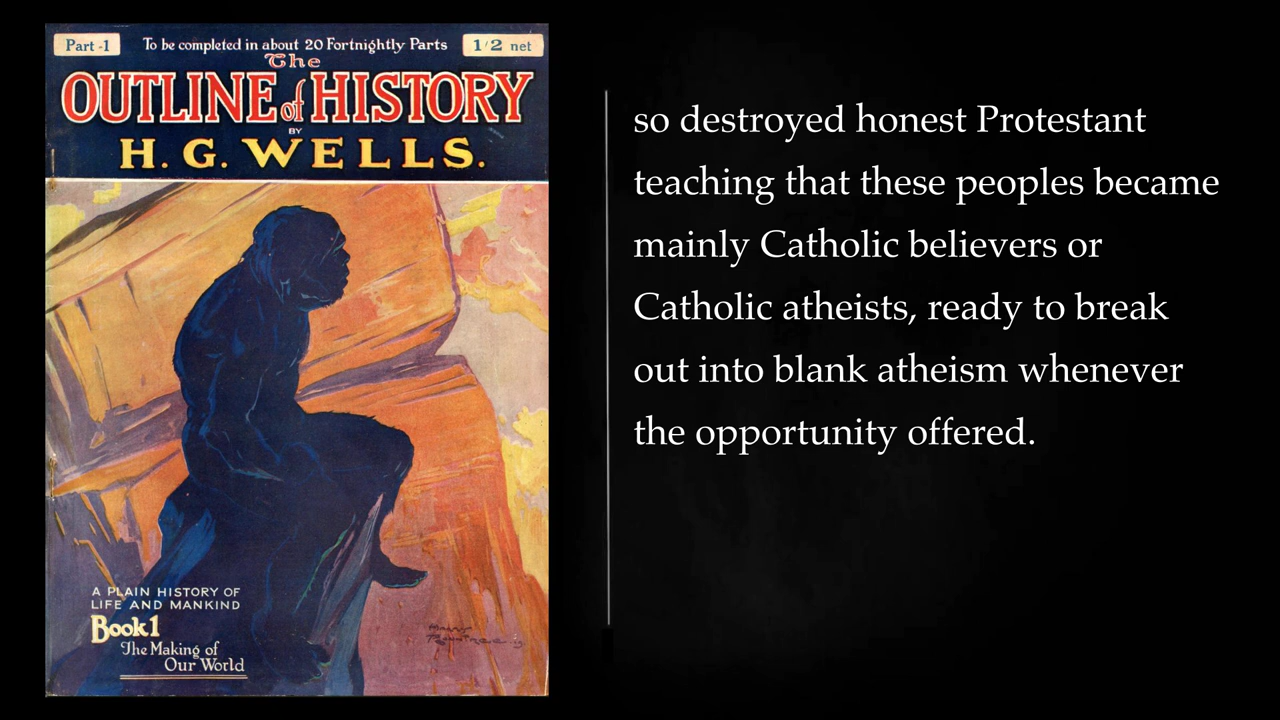 Part -1
To be completed in about 20 Fortnightly Parts
1/2 net
The
OUTLINE of HISTORY
BY
H. G. WELLS.
A PLAIN HISTORY OF
LIFE AND MANKIND
Book 1
The Making of
Our World
so destroyed honest Protestant
teaching that these peoples became
mainly Catholic believers or
Catholic atheists, ready to break
out into blank atheism whenever
the opportunity offered.